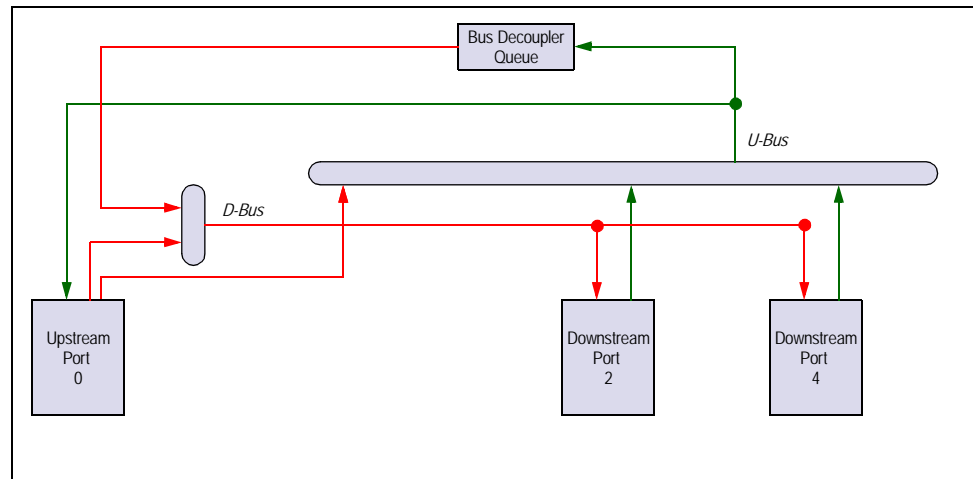 Bus Decoupler
Queue
U-Bus
D-Bus
Upstream
Port
0
Downstream
Port
2
Downstream
Port
4